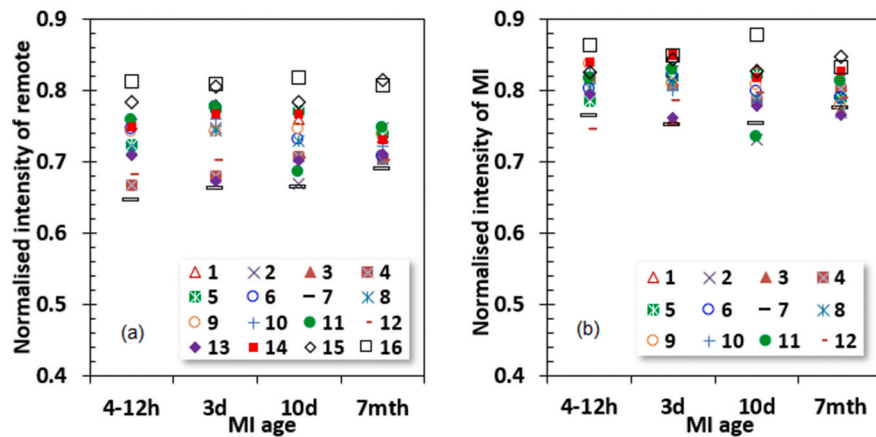 Normalised intensity of remote
0.9
0.8
0.7
0.6
0.5
0.4
1 2 3 4
5 6 7 8
9 10 11 12
13 14 15 16
(a)
4-12h 3d 10d 7mth
MI age
Normalised intensity of MI
0.9
0.8
0.7
0.6
0.5
0.4
1 2 3 4
5 6 7 8
9 10 11 12
(b)
4-12h 3d 10d 7mth
MI age